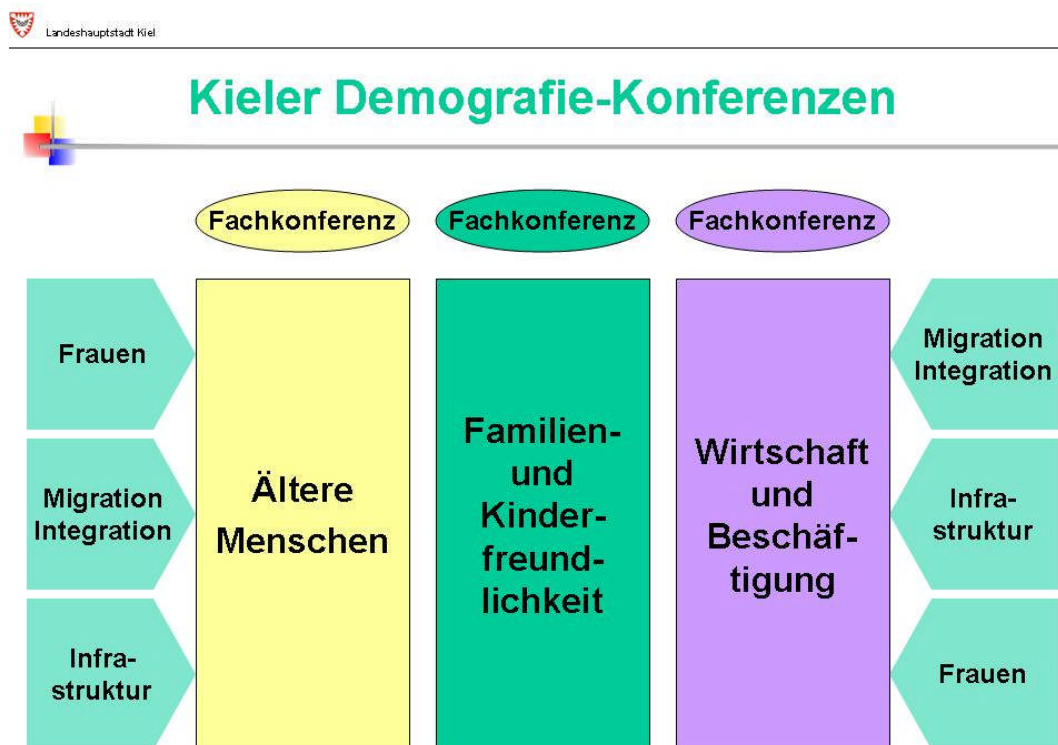 Landeshauptstadt Kiel
Kieler Demografie-Konferenzen
Fachkonferenz
Fachkonferenz
Fachkonferenz
Frauen
Migration
Integration
Infra-
struktur
Ältere
Menschen
Familien-
und
Kinder-
freund-
lichkeit
Wirtschaft
und
Beschäf-
tigung
Migration
Integration
Infra-
struktur
Frauen